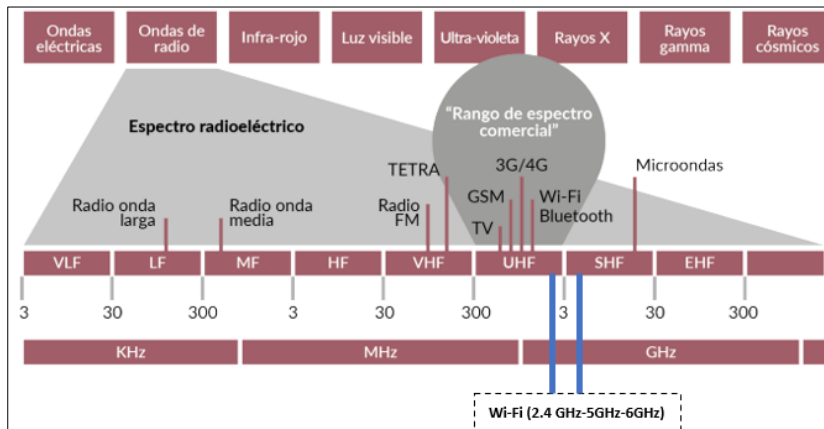 Ondas eléctricas
Ondas de radio
Infra-rojo
Luz visible
Ultra-violeta
Rayos X
Rayos gamma
Rayos cósmicos
Espectro radioeléctrico
“Rango de espectro
comercial”
TETRA
3G/4G
Microondas
Radio onda
larga
Radio onda
media
Radio
FM
GSM
TV
Wi-Fi
Bluetooth
VLF
LF
MF
HF
VHF
UHF
SHF
EHF
3
30
300
3
30
300
3
30
300
KHz
MHz
GHz
Wi-Fi (2.4 GHz-5GHz-6GHz)